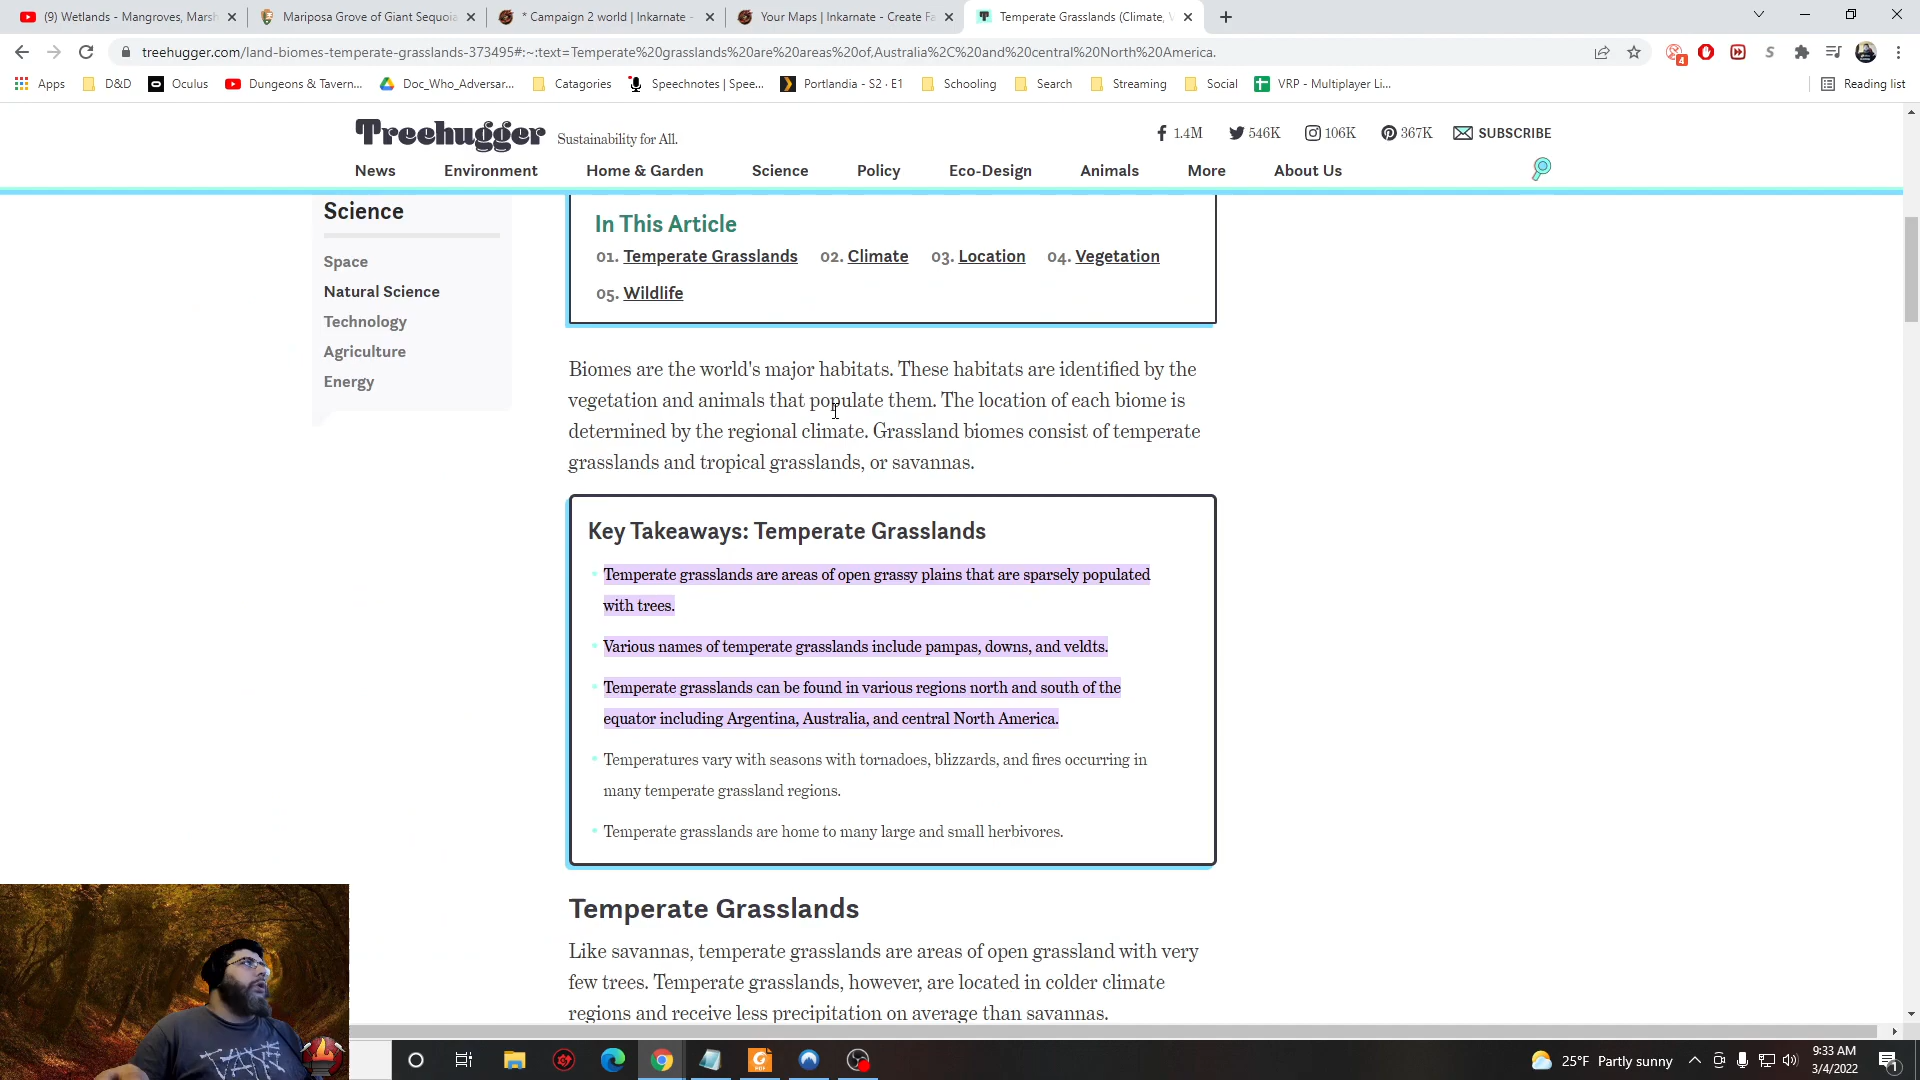 (9) Wetlands - Mangroves, Marsh
Mariposa Grove of Giant Sequoia
* Campaign 2 world | Inkarnate -
Your Maps | Inkarnate - Create Fa
Temperate Grasslands (Climate,
treehugger.com/land-biomes-temperate-grasslands-373495#:~:text=Temperate%20grasslands%20are%20areas%20of,Australia%2C%20and%20central%20North%20America.
4
Apps
D&D
Oculus
Dungeons & Tavern...
Doc_Who_Adversar...
Catagories
Speechnotes | Spee...
Portlandia - S2 · E1
Schooling
Search
Streaming
Social
VRP - Multiplayer Li...
Reading list
Treehugger
Sustainability for All.
1.4M
546K
106K
367K
SUBSCRIBE
News
Environment
Home & Garden
Science
Policy
Eco-Design
Animals
More
About Us
Science
Space
Natural Science
Technology
Agriculture
Energy
In This Article
01. Temperate Grasslands 02. Climate 03. Location 04. Vegetation
05. Wildlife
Biomes are the world's major habitats. These habitats are identified by the
vegetation and animals that populate them. The location of each biome is
determined by the regional climate. Grassland biomes consist of temperate
grasslands and tropical grasslands, or savannas.
Key Takeaways: Temperate Grasslands
Temperate grasslands are areas of open grassy plains that are sparsely populated
with trees.
Various names of temperate grasslands include pampas, downs, and veldts.
Temperate grasslands can be found in various regions north and south of the
equator including Argentina, Australia, and central North America.
Temperatures vary with seasons with tornadoes, blizzards, and fires occurring in
many temperate grassland regions.
Temperate grasslands are home to many large and small herbivores.
Temperate Grasslands
Like savannas, temperate grasslands are areas of open grassland with very
few trees. Temperate grasslands, however, are located in colder climate
regions and receive less precipitation on average than savannas.
25°F Partly sunny
9:33 AM
3/4/2022
1